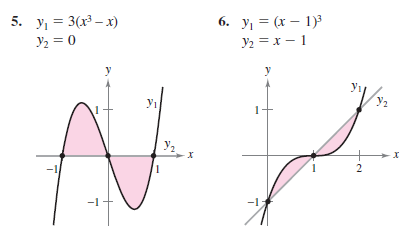 5. y₁ = 3(x³ – x)
y₂ = 0
y
1
y₁
y₂
x
–1
1
–1
6. y₁ = (x – 1)³
y₂ = x – 1
y
y₁
y₂
1
x
1
2
–1